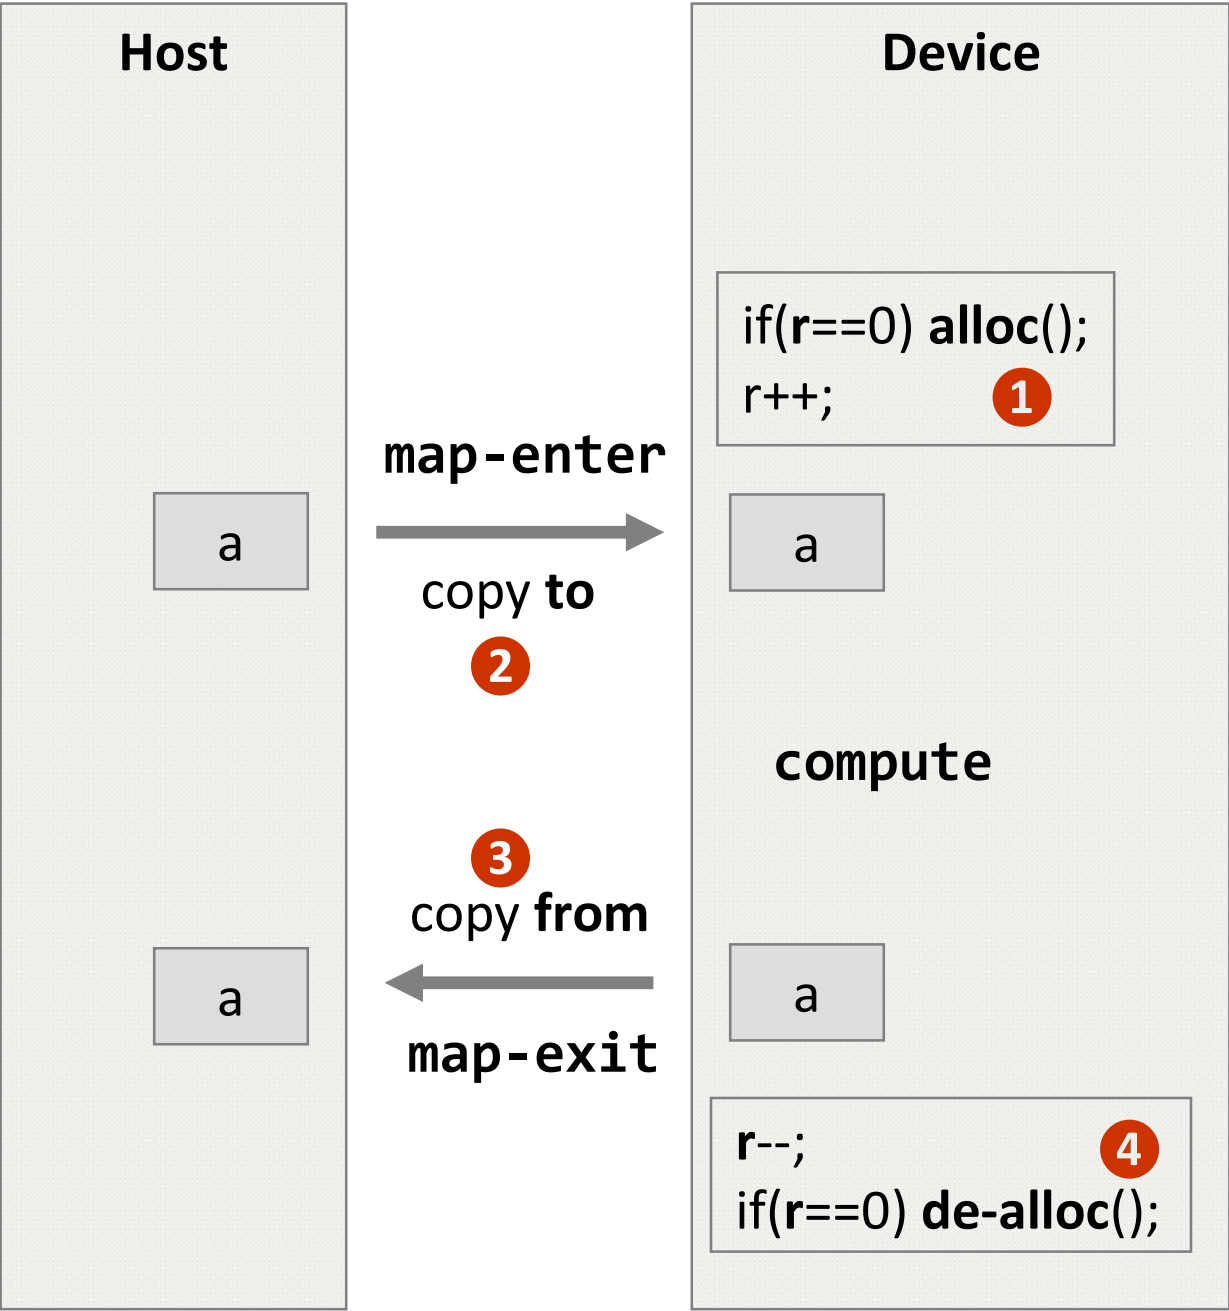 Host
Device
if(r==0) alloc();
r++;
1
map-enter
a
a
copy to
2
compute
3
copy from
a
a
map-exit
r--;
4
if(r==0) de-alloc();